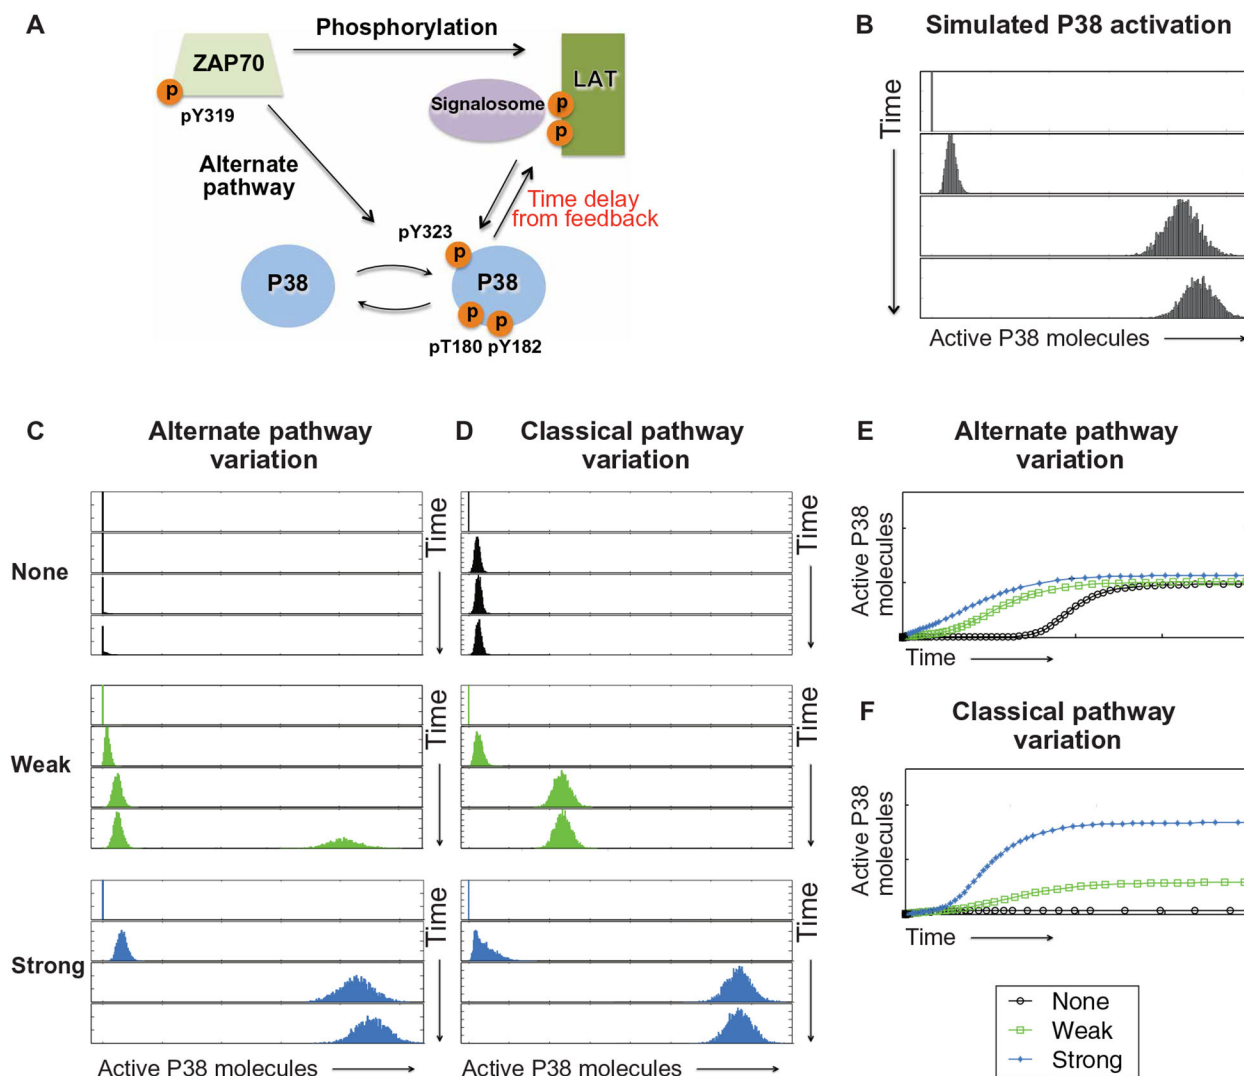 A
Phosphorylation
ZAP70
LAT
Signalosome
p
p
p
pY319
Alternate
pathway
Time delay
from feedback
pY323
p
P38
P38
p
p
pT180 pY182
B
Simulated P38 activation
Time
Active P38 molecules
C
Alternate pathway
variation
D
Classical pathway
variation
None
Time
Time
Weak
Time
Time
Strong
Time
Time
Active P38 molecules
E
Alternate pathway
variation
Active P38
molecules
Time
F
Classical pathway
variation
Active P38
molecules
Time
None
Weak
Strong